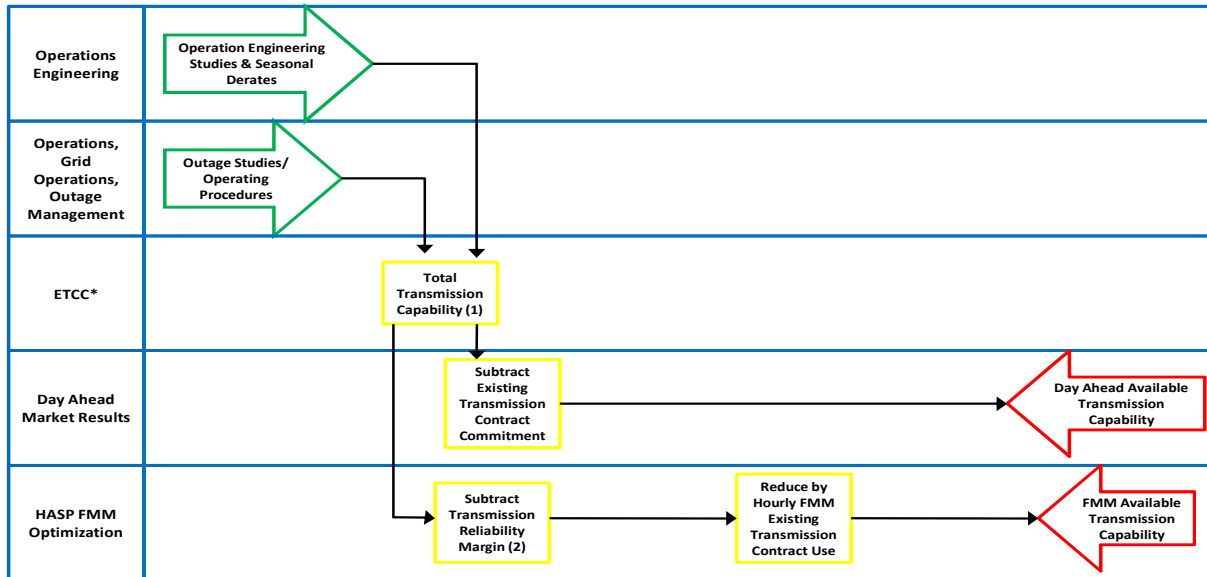 Operations
Engineering
Operation Engineering
Studies & Seasonal
Derates
Operations,
Grid
Operations,
Outage
Management
Outage Studies/
Operating
Procedures
ETCC*
Total
Transmission
Capability (1)
Day Ahead
Market Results
Subtract
Existing
Transmission
Contract
Commitment
Day Ahead Available
Transmission
Capability
HASP FMM
Optimization
Subtract
Transmission
Reliability
Margin (2)
Reduce by
Hourly FMM
Existing
Transmission
Contract Use
FMM Available
Transmission
Capability